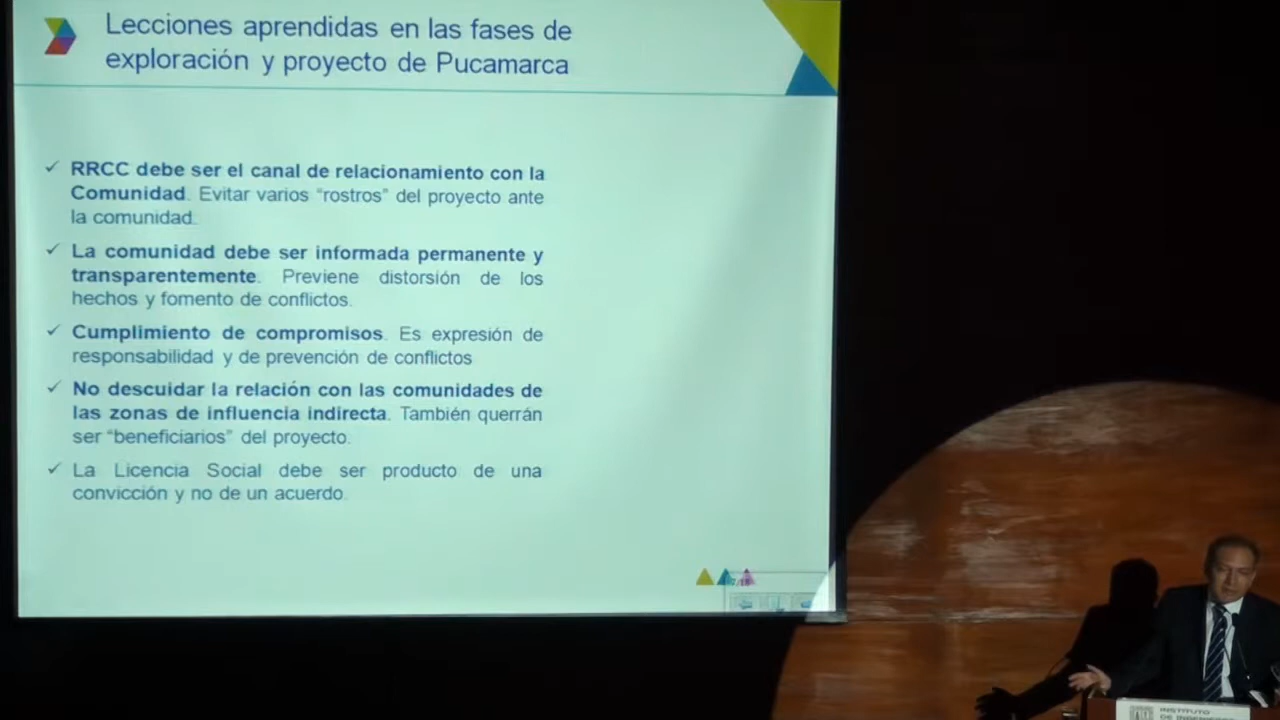 Lecciones aprendidas en las fases de
exploración y proyecto de Pucamarca
✓ RRCC debe ser el canal de relacionamiento con la
Comunidad. Evitar varios “rostros” del proyecto ante
la comunidad.
✓ La comunidad debe ser informada permanente y
transparentemente. Previene distorsión de los
hechos y fomento de conflictos.
✓ Cumplimiento de compromisos. Es expresión de
responsabilidad y de prevención de conflictos
✓ No descuidar la relación con las comunidades de
las zonas de influencia indirecta. También querrán
ser “beneficiarios” del proyecto.
✓ La Licencia Social debe ser producto de una
convicción y no de un acuerdo.
INSTITUTO